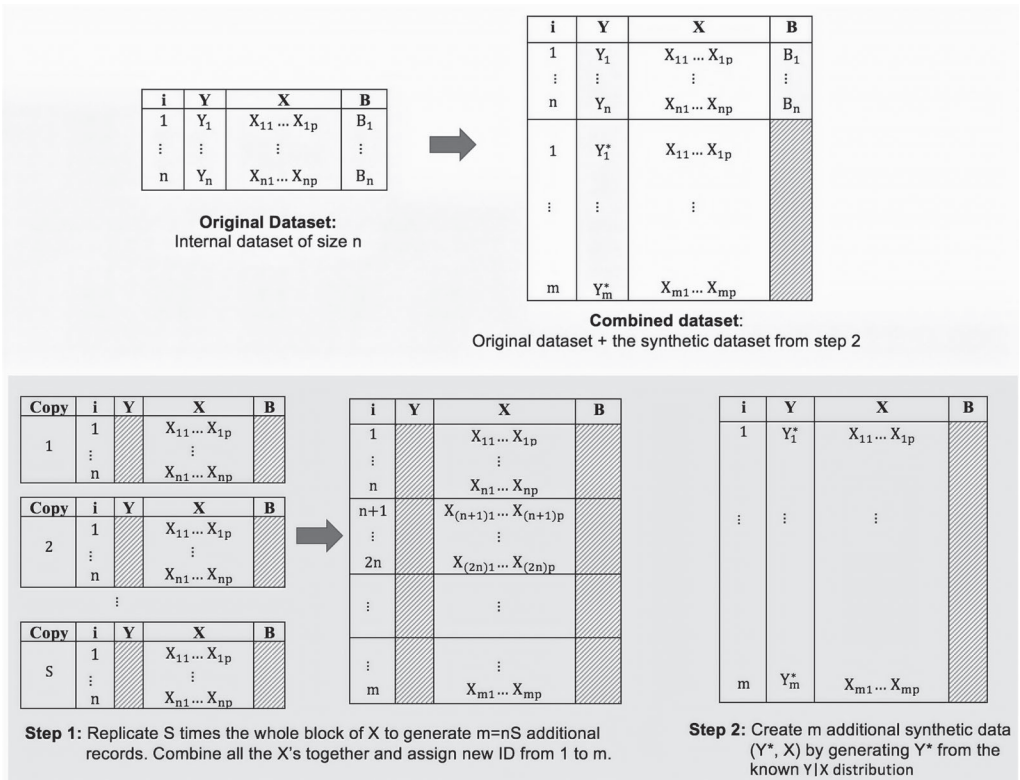 i Y X B
1 Y₁ X₁₁ ... X₁ₚ B₁
⋮ ⋮ ⋮ ⋮
n Yₙ Xₙ₁ ... Xₙₚ Bₙ
Original Dataset:
Internal dataset of size n
i Y X B
1 Y₁ X₁₁ ... X₁ₚ B₁
⋮ ⋮ ⋮ ⋮
n Yₙ Xₙ₁ ... Xₙₚ Bₙ
1 Y₁* X₁₁ ... X₁ₚ
⋮ ⋮ ⋮
m Yₘ* Xₘ₁ ... Xₘₚ
Combined dataset:
Original dataset + the synthetic dataset from step 2
Copy i Y X B
1 X₁₁ ... X₁ₚ
1 ⋮ ⋮
n Xₙ₁ ... Xₙₚ
Copy i Y X B
1 X₁₁ ... X₁ₚ
2 ⋮ ⋮
n Xₙ₁ ... Xₙₚ
⋮
Copy i Y X B
1 X₁₁ ... X₁ₚ
S ⋮ ⋮
n Xₙ₁ ... Xₙₚ
i Y X B
1 X₁₁ ... X₁ₚ
⋮ ⋮
n Xₙ₁ ... Xₙₚ
n+1 X₍ₙ₊₁₎₁ ... X₍ₙ₊₁₎ₚ
⋮ ⋮
2n X₍₂ₙ₎₁ ... X₍₂ₙ₎ₚ
⋮ ⋮
⋮ ⋮
m Xₘ₁ ... Xₘₚ
Step 1: Replicate S times the whole block of X to generate m=nS additional
records. Combine all the X's together and assign new ID from 1 to m.
i Y X B
1 Y₁* X₁₁ ... X₁ₚ
⋮ ⋮ ⋮
m Yₘ* Xₘ₁ ... Xₘₚ
Step 2: Create m additional synthetic data
(Y*, X) by generating Y* from the
known Y|X distribution